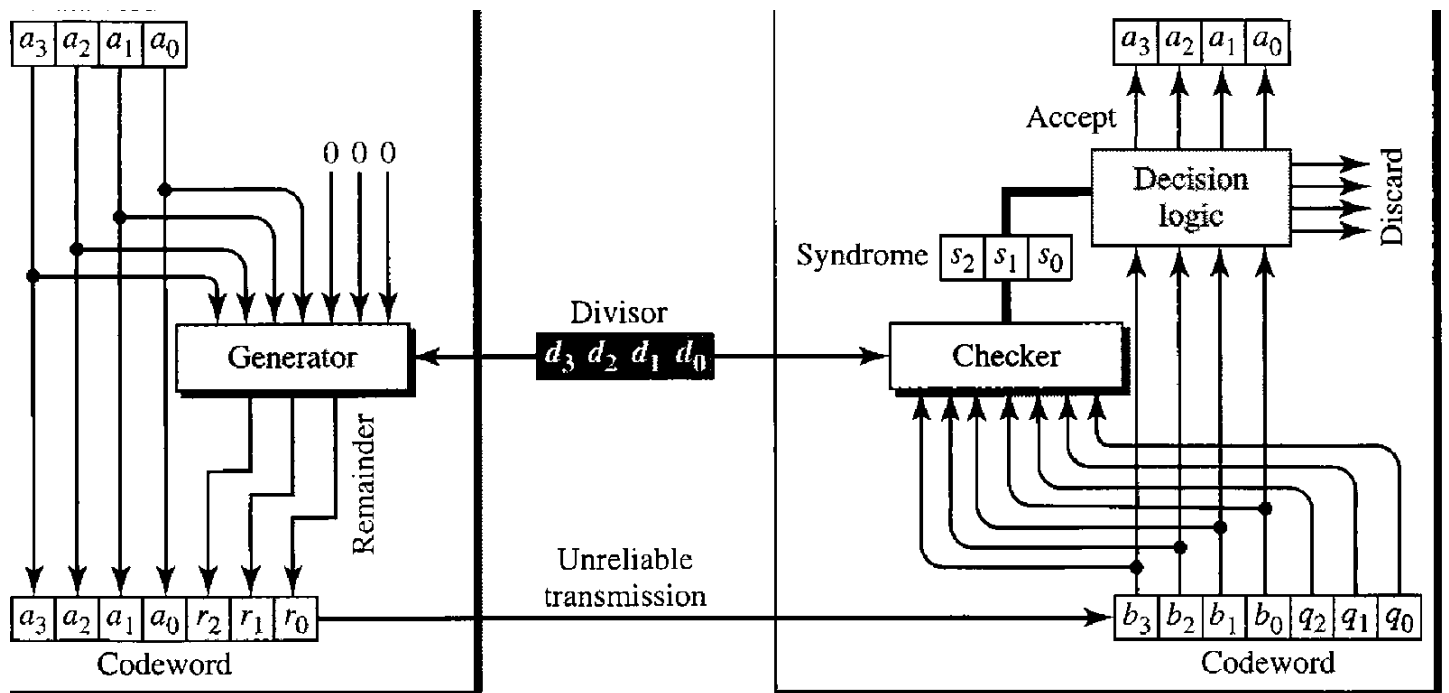 a3 a2 a1 a0
0 0 0
Generator
Remainder
a3 a2 a1 a0 r2 r1 r0
Codeword
Divisor
d3 d2 d1 d0
Unreliable
transmission
a3 a2 a1 a0
Accept
Decision
logic
Discard
Syndrome
s2 s1 s0
Checker
b3 b2 b1 b0 q2 q1 q0
Codeword